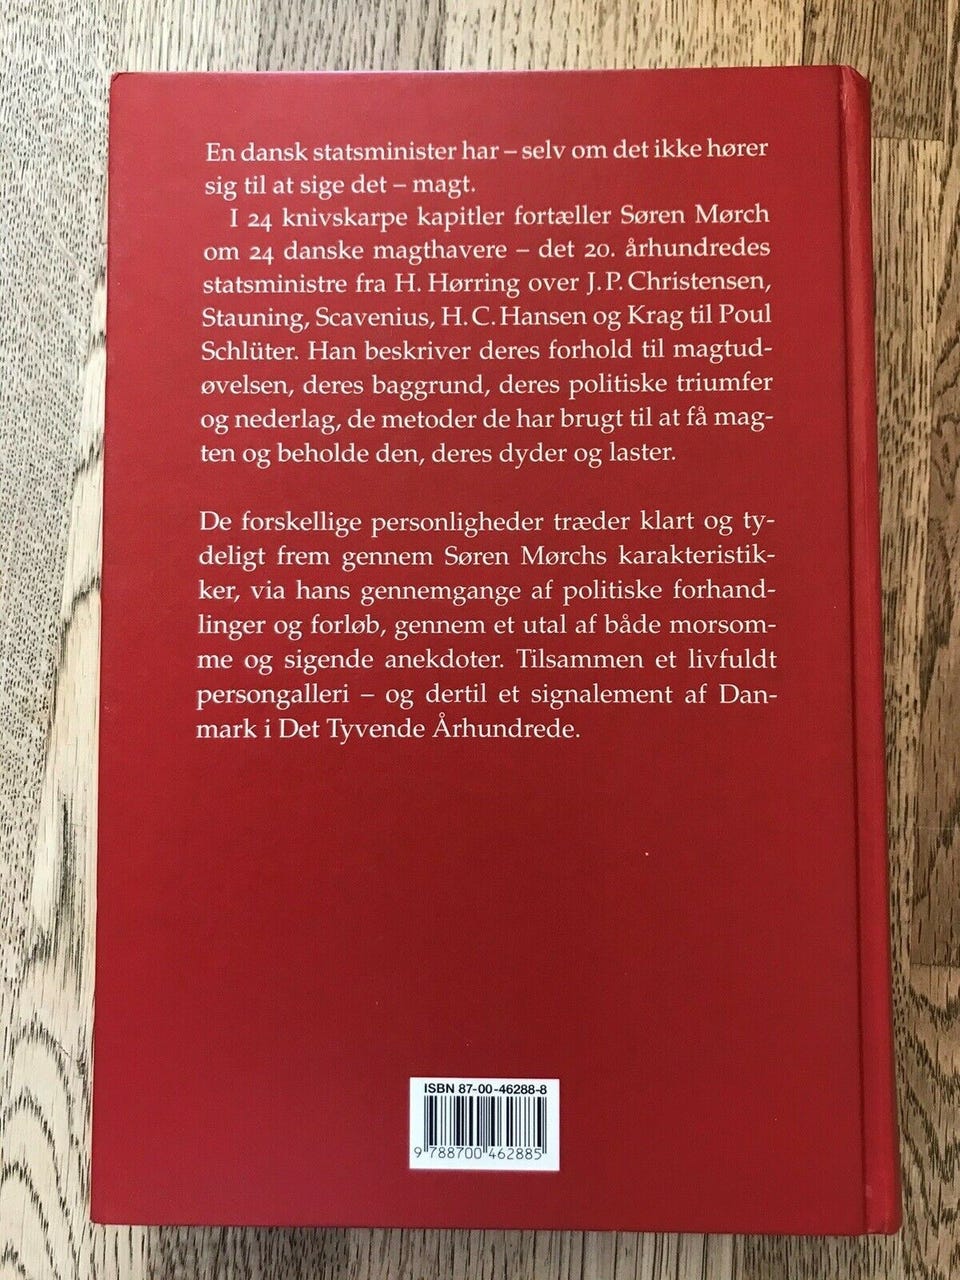 En dansk statsminister har – selv om det ikke hører
sig til at sige det – magt.
I 24 knivskarpe kapitler fortæller Søren Mørch
om 24 danske magthavere – det 20. århundredes
statsministre fra H. Hørring over J.P. Christensen,
Stauning, Scavenius, H.C. Hansen og Krag til Poul
Schlüter. Han beskriver deres forhold til magtud-
øvelsen, deres baggrund, deres politiske triumfer
og nederlag, de metoder de har brugt til at få mag-
ten og beholde den, deres dyder og laster.
De forskellige personligheder træder klart og ty-
deligt frem gennem Søren Mørchs karakteristik-
ker, via hans gennemgange af politiske forhand-
linger og forløb, gennem et utal af både morsom-
me og sigende anekdoter. Tilsammen et livfuldt
persongalleri – og dertil et signalement af Dan-
mark i Det Tyvende Århundrede.
ISBN 87-00-46288-8
9 788700 462885